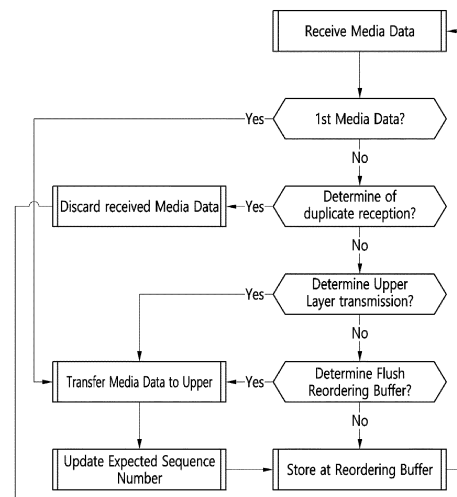 Receive Media Data
Yes
1st Media Data?
No
Discard received Media Data
Yes
Determine of
duplicate reception?
No
Yes
Determine Upper
Layer transmission?
No
Transfer Media Data to Upper
Yes
Determine Flush
Reordering Buffer?
No
Update Expected Sequence
Number
Store at Reordering Buffer